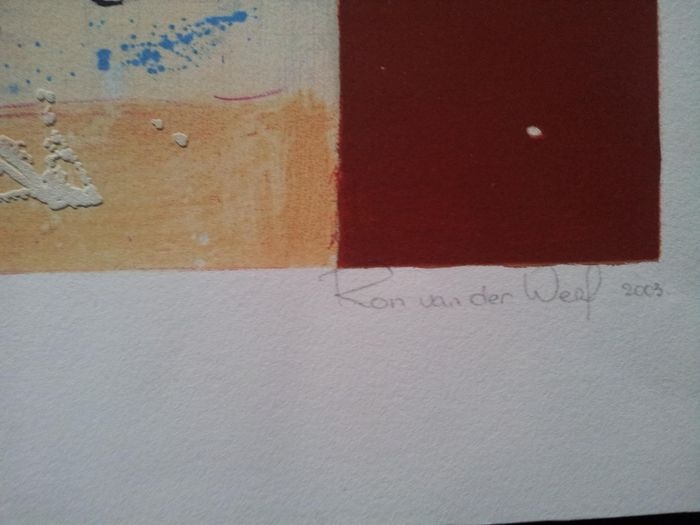 Ron van der Werf 2003